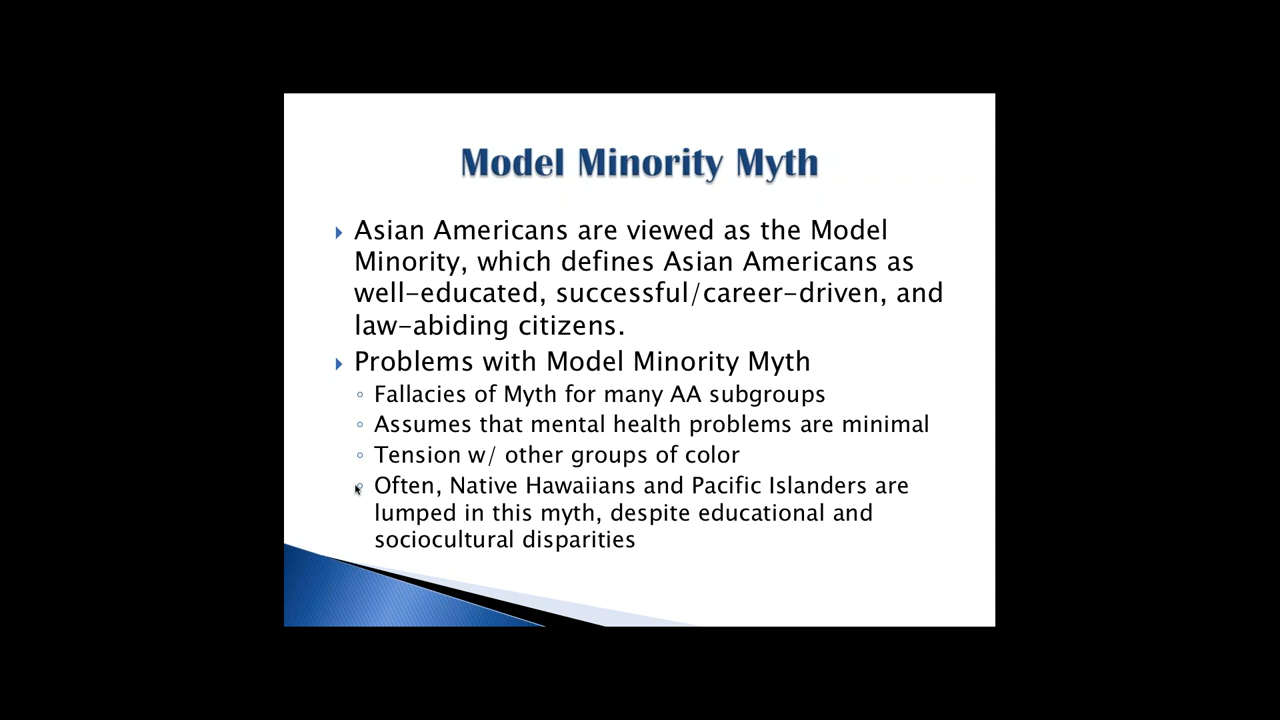 Model Minority Myth
Asian Americans are viewed as the Model
Minority, which defines Asian Americans as
well-educated, successful/career-driven, and
law-abiding citizens.
Problems with Model Minority Myth
Fallacies of Myth for many AA subgroups
Assumes that mental health problems are minimal
Tension w/ other groups of color
Often, Native Hawaiians and Pacific Islanders are
lumped in this myth, despite educational and
sociocultural disparities